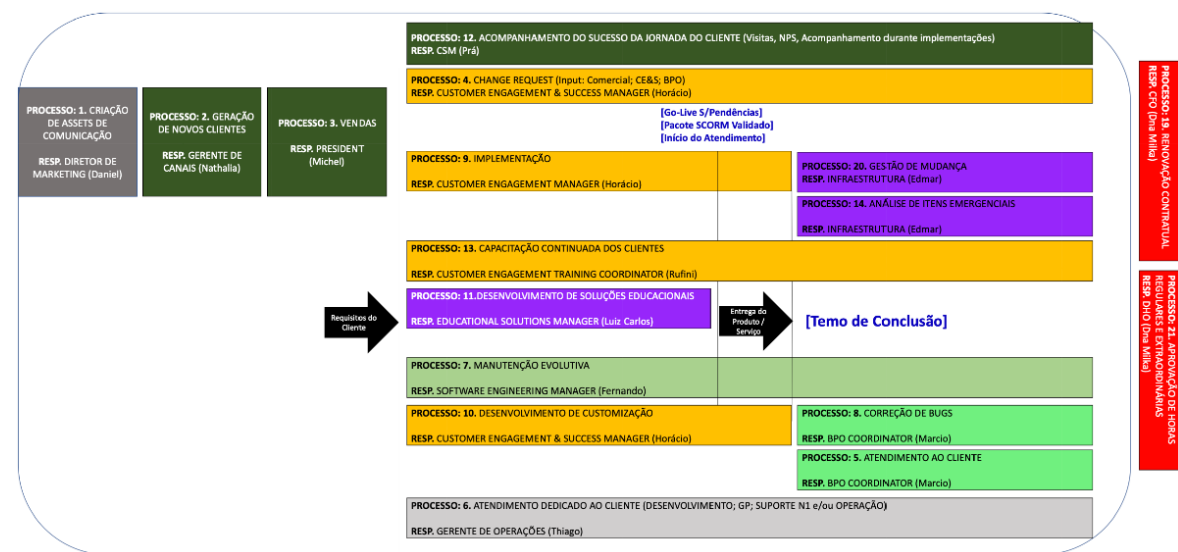 PROCESSO: 12. ACOMPANHAMENTO DO SUCESSO DA JORNADA DO CLIENTE (Visitas, NPS, Acompanhamento durante implementações)
RESP. CSM (Prá)
PROCESSO: 4. CHANGE REQUEST (Input: Comercial; CE&S; BPO)
RESP. CUSTOMER ENGAGEMENT & SUCCESS MANAGER (Horácio)
PROCESSO: 1. CRIAÇÃO
DE ASSETS DE
COMUNICAÇÃO
RESP. DIRETOR DE
MARKETING (Daniel)
PROCESSO: 2. GERAÇÃO
DE NOVOS CLIENTES
RESP. GERENTE DE
CANAIS (Nathalia)
PROCESSO: 3. VENDAS
RESP. PRESIDENT
(Michel)
[Go-Live S/Pendências]
[Pacote SCORM Validado]
[Início do Atendimento]
PROCESSO: 9. IMPLEMENTAÇÃO
RESP. CUSTOMER ENGAGEMENT MANAGER (Horácio)
PROCESSO: 20. GESTÃO DE MUDANÇA
RESP. INFRAESTRUTURA (Edmar)
PROCESSO: 14. ANÁLISE DE ITENS EMERGENCIAIS
RESP. INFRAESTRUTURA (Edmar)
PROCESSO: 13. CAPACITAÇÃO CONTINUADA DOS CLIENTES
RESP. CUSTOMER ENGAGEMENT TRAINING COORDINATOR (Rufini)
Requisitos do
Cliente
PROCESSO: 11.DESENVOLVIMENTO DE SOLUÇÕES EDUCACIONAIS
RESP. EDUCATIONAL SOLUTIONS MANAGER (Luiz Carlos)
Entrega do
Produto /
Serviço
[Temo de Conclusão]
PROCESSO: 7. MANUTENÇÃO EVOLUTIVA
RESP. SOFTWARE ENGINEERING MANAGER (Fernando)
PROCESSO: 10. DESENVOLVIMENTO DE CUSTOMIZAÇÃO
RESP. CUSTOMER ENGAGEMENT & SUCCESS MANAGER (Horácio)
PROCESSO: 8. CORREÇÃO DE BUGS
RESP. BPO COORDINATOR (Marcio)
PROCESSO: 5. ATENDIMENTO AO CLIENTE
RESP. BPO COORDINATOR (Marcio)
PROCESSO: 6. ATENDIMENTO DEDICADO AO CLIENTE (DESENVOLVIMENTO; GP; SUPORTE N1 e/ou OPERAÇÃO)
RESP. GERENTE DE OPERAÇÕES (Thiago)
PROCESSO: 19. RENOVAÇÃO CONTRATUAL
RESP. CFO (Dna Milka)
PROCESSO: 21. APROVAÇÃO DE HORAS
REGULARES E EXTRAORDINÁRIAS
RESP. DPHO (Dna Milka)